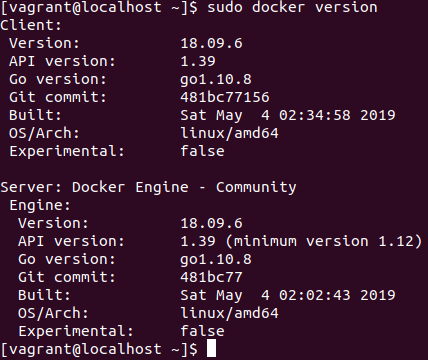 [vagrant@localhost ~]$ sudo docker version
Client:
 Version:           18.09.6
 API version:       1.39
 Go version:        go1.10.8
 Git commit:        481bc77156
 Built:             Sat May  4 02:34:58 2019
 OS/Arch:           linux/amd64
 Experimental:      false

Server: Docker Engine - Community
 Engine:
  Version:          18.09.6
  API version:      1.39 (minimum version 1.12)
  Go version:       go1.10.8
  Git commit:       481bc77
  Built:            Sat May  4 02:02:43 2019
  OS/Arch:          linux/amd64
  Experimental:     false
[vagrant@localhost ~]$